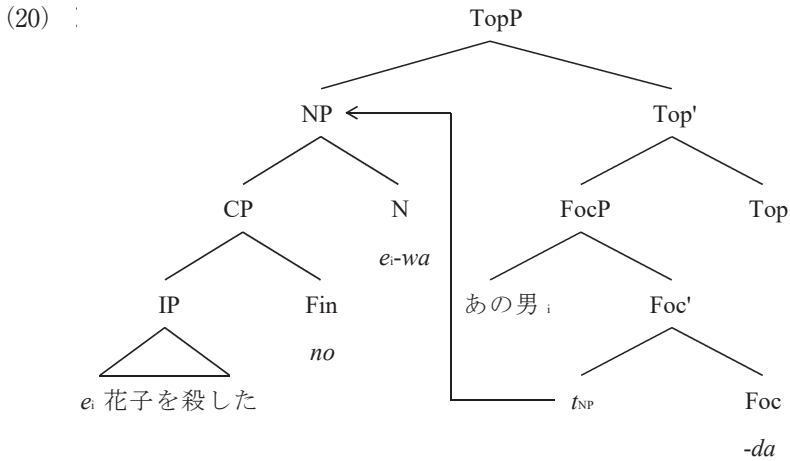 (20)
TopP
NP Top'
CP N FocP Top
ei-wa
IP Fin あの男 i Foc'
no
ei 花子を殺した tNP Foc
-da